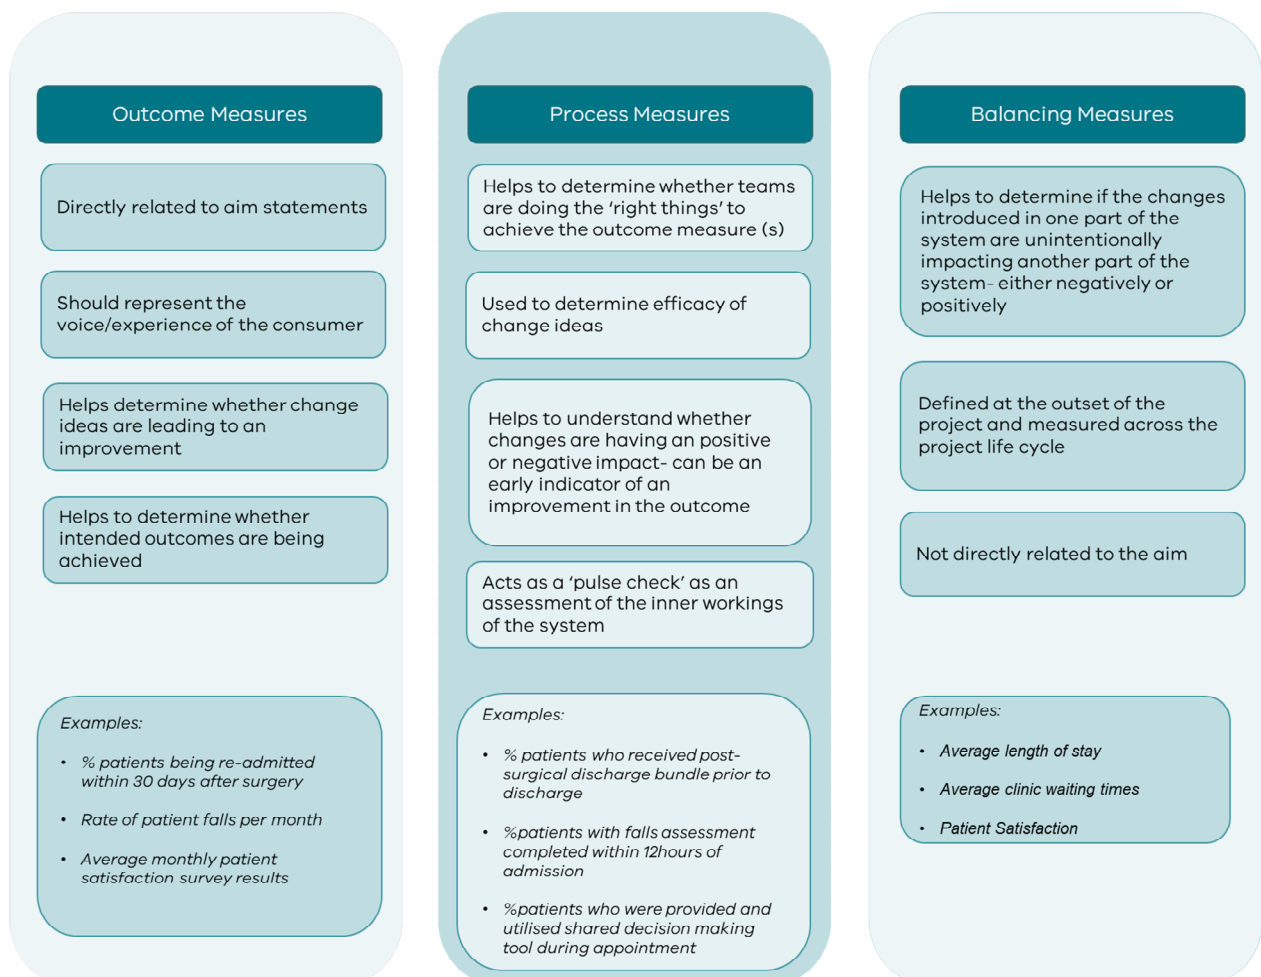 Outcome Measures
Directly related to aim statements
Should represent the
voice/experience of the consumer
Helps determine whether change
ideas are leading to an
improvement
Helps to determine whether
intended outcomes are being
achieved
Examples:
• % patients being re-admitted
within 30 days after surgery
• Rate of patient falls per month
• Average monthly patient
satisfaction survey results
Process Measures
Helps to determine whether teams
are doing the ‘right things’ to
achieve the outcome measure (s)
Used to determine efficacy of
change ideas
Helps to understand whether
changes are having an positive
or negative impact- can be an
early indicator of an
improvement in the outcome
Acts as a ‘pulse check’ as an
assessment of the inner workings
of the system
Examples:
• % patients who received post-
surgical discharge bundle prior to
discharge
• %patients with falls assessment
completed within 12hours of
admission
• %patients who were provided and
utilised shared decision making
tool during appointment
Balancing Measures
Helps to determine if the changes
introduced in one part of the
system are unintentionally
impacting another part of the
system- either negatively or
positively
Defined at the outset of the
project and measured across the
project life cycle
Not directly related to the aim
Examples:
• Average length of stay
• Average clinic waiting times
• Patient Satisfaction